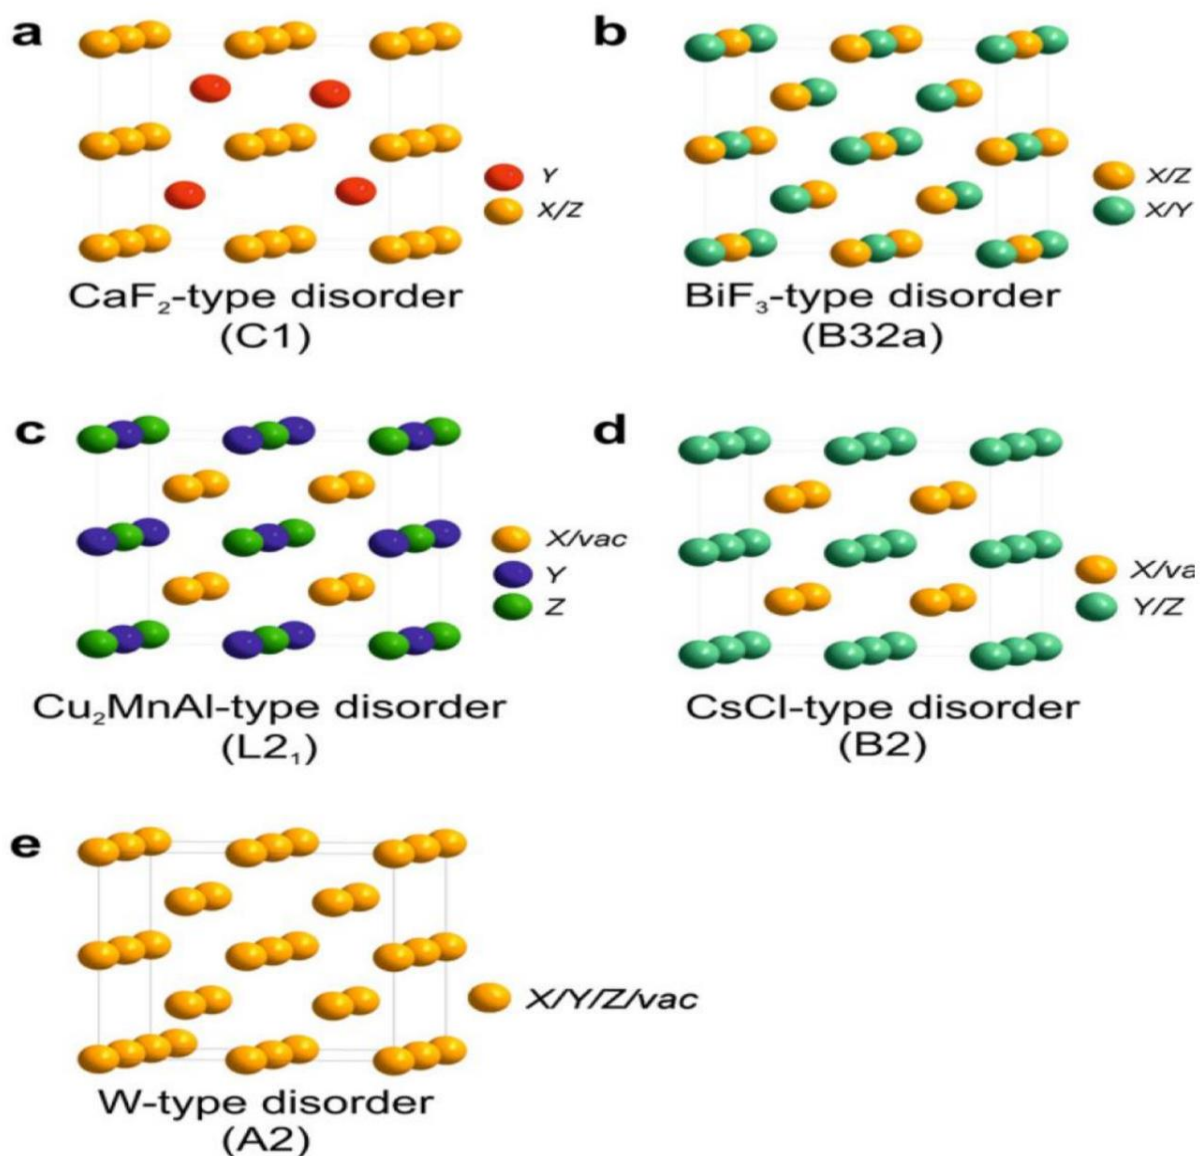 a
Y
X/Z
CaF₂-type disorder
(C1)
b
X/Z
X/Y
BiF₃-type disorder
(B32a)
c
X/vac
Y
Z
Cu₂MnAl-type disorder
(L2₁)
d
X/va
Y/Z
CsCl-type disorder
(B2)
e
X/Y/Z/vac
W-type disorder
(A2)